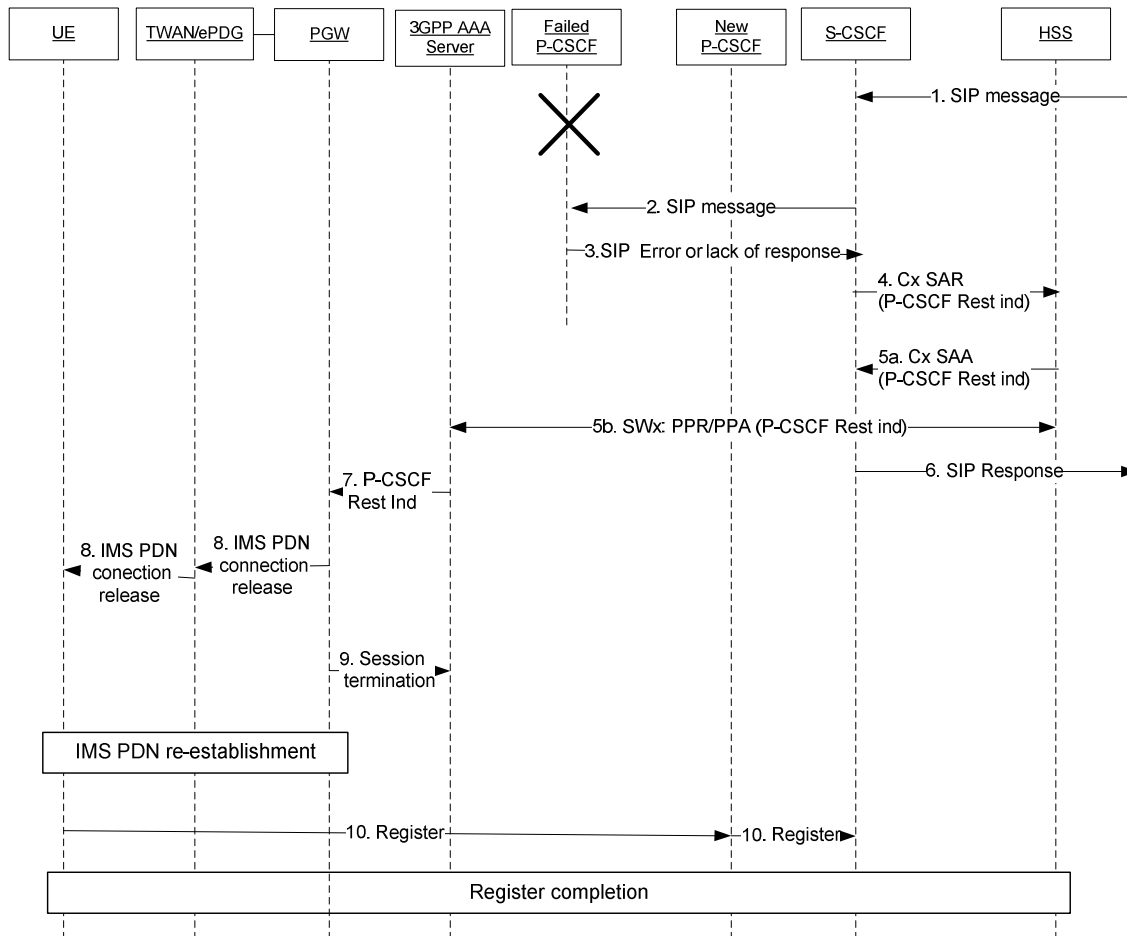 UE
TWAN/ePDG
PGW
3GPP AAA
Server
Failed
P-CSCF
New
P-CSCF
S-CSCF
HSS
1. SIP message
2. SIP message
3.SIP Error or lack of response
4. Cx SAR
(P-CSCF Rest ind)
5a. Cx SAA
(P-CSCF Rest ind)
5b. SWx: PPR/PPA (P-CSCF Rest ind)
6. SIP Response
7. P-CSCF
Rest Ind
8. IMS PDN
conection
release
8. IMS PDN
connection
release
9. Session
termination
IMS PDN re-establishment
10. Register
10. Register
Register completion